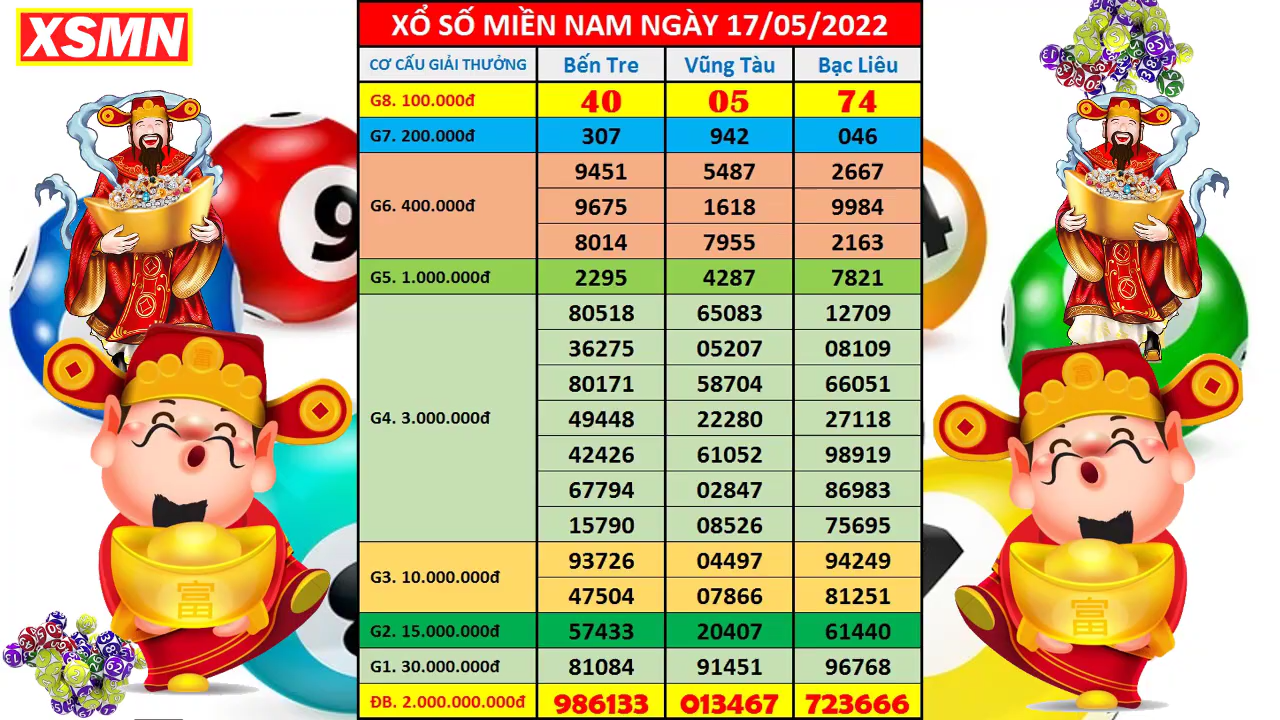 XSMN
XỔ SỐ MIỀN NAM NGÀY 17/05/2022
CƠ CẤU GIẢI THƯỞNG Bến Tre Vũng Tàu Bạc Liêu
G8. 100.000đ 40 05 74
G7. 200.000đ 307 942 046
9451 5487 2667
G6. 400.000đ 9675 1618 9984
8014 7955 2163
G5. 1.000.000đ 2295 4287 7821
80518 65083 12709
36275 05207 08109
80171 58704 66051
G4. 3.000.000đ 49448 22280 27118
42426 61052 98919
67794 02847 86983
15790 08526 75695
G3. 10.000.000đ 93726 04497 94249
47504 07866 81251
G2. 15.000.000đ 57433 20407 61440
G1. 30.000.000đ 81084 91451 96768
ĐB. 2.000.000.000đ 986133 013467 723666
9
4
富
富
富